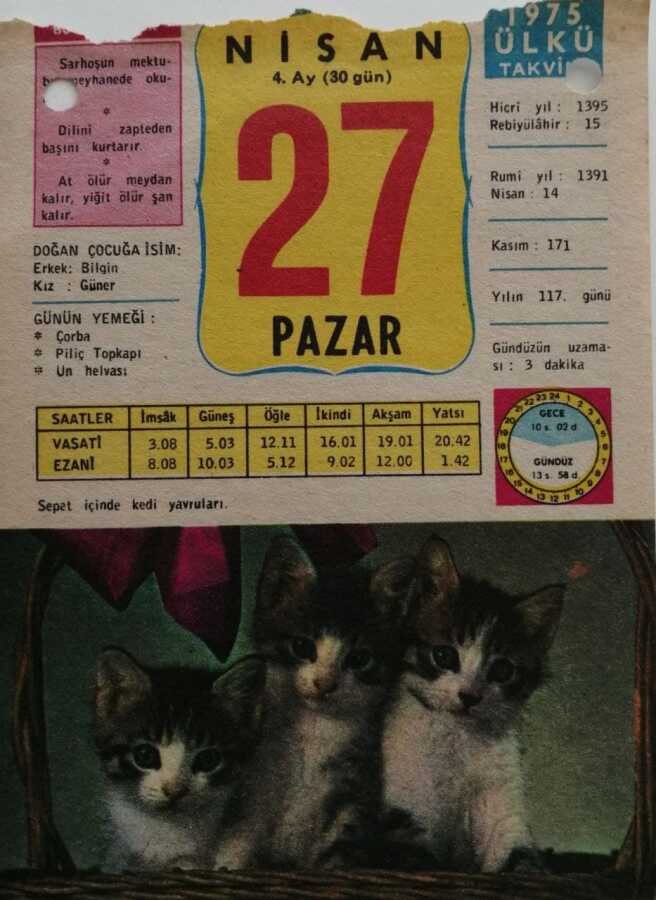 NİSAN
4. Ay (30 gün)
27
PAZAR
1975
ÜLKÜ
Sarhoşun mektu-
meyhanede oku-
*
Dilini zapteden
başını kurtarır.
*
At ölür meydan
kalır, yiğit ölür şan
kalır.
DOĞAN ÇOCUĞA İSİM:
Erkek: Bilgin
Kız : Güner
GÜNÜN YEMEĞİ :
* Çorba
* Piliç Topkapı
* Un helvası
Hicrî yıl : 1395
Rebiyülâhir : 15
Rumî yıl : 1391
Nisan : 14
Kasım : 171
Yılın 117. günü
Gündüzün uzama-
sı : 3 dakika
SAATLER İmsâk Güneş Öğle İkindi Akşam Yatsı
VASATÎ 3.08 5.03 12.11 16.01 19.01 20.42
EZANÎ 8.08 10.03 5.12 9.02 12.00 1.42
GECE
10 s. 02 d
GÜNDÜZ
13 s. 58 d.
Sepet içinde kedi yavruları.